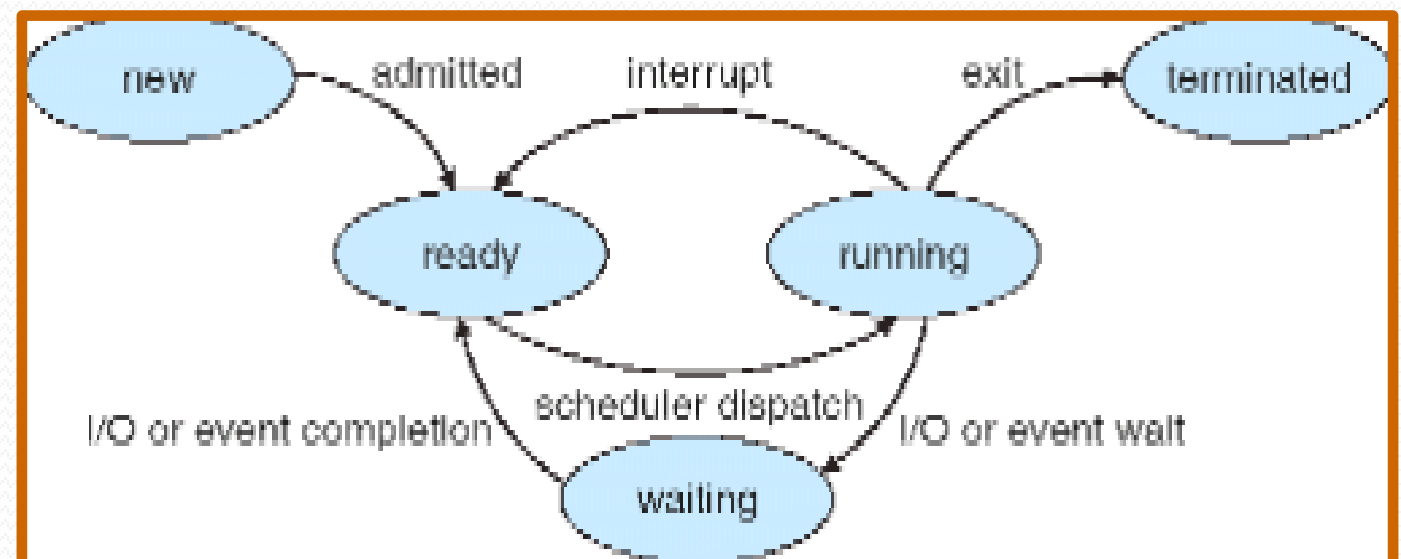 new
admitted
interrupt
exit
terminated
ready
running
scheduler dispatch
I/O or event completion
I/O or event wait
waiting